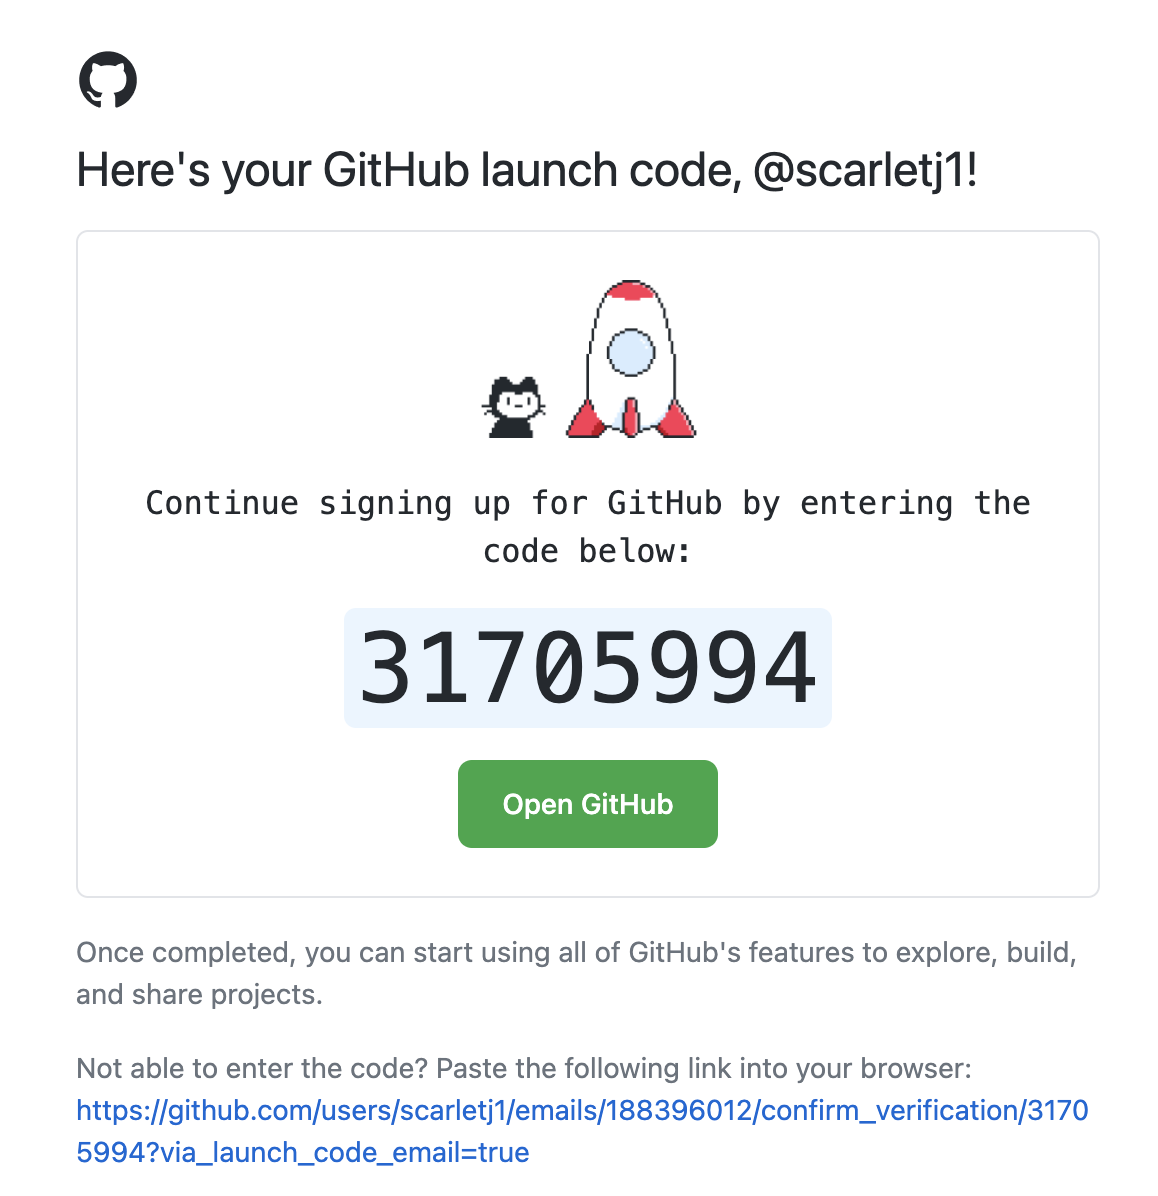 Here's your GitHub launch code, @scarletj1!
Continue signing up for GitHub by entering the
code below:
31705994
Open GitHub
Once completed, you can start using all of GitHub's features to explore, build,
and share projects.
Not able to enter the code? Paste the following link into your browser:
https://github.com/users/scarletj1/emails/188396012/confirm_verification/3170
5994?via_launch_code_email=true